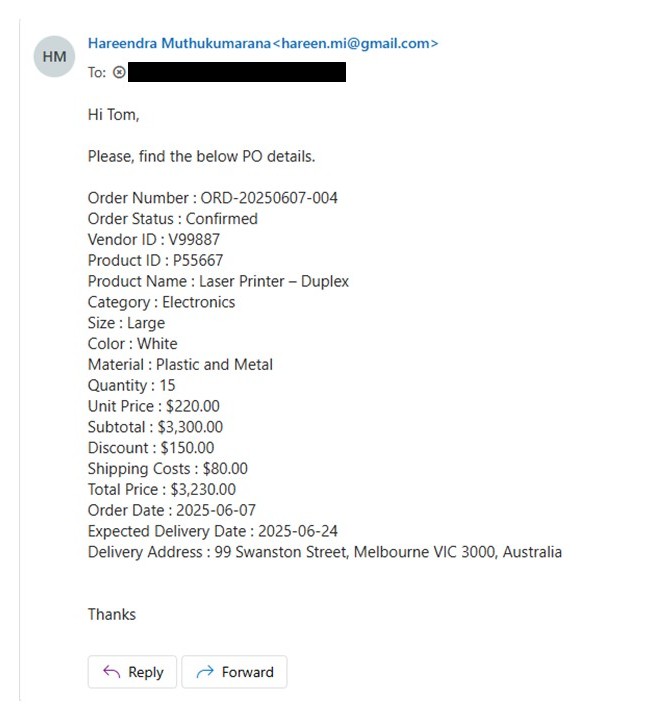 HM
Hareendra Muthukumarana<hareen.mi@gmail.com>
To:
Hi Tom,
Please, find the below PO details.
Order Number : ORD-20250607-004
Order Status : Confirmed
Vendor ID : V99887
Product ID : P55667
Product Name : Laser Printer – Duplex
Category : Electronics
Size : Large
Color : White
Material : Plastic and Metal
Quantity : 15
Unit Price : $220.00
Subtotal : $3,300.00
Discount : $150.00
Shipping Costs : $80.00
Total Price : $3,230.00
Order Date : 2025-06-07
Expected Delivery Date : 2025-06-24
Delivery Address : 99 Swanston Street, Melbourne VIC 3000, Australia
Thanks
Reply Forward